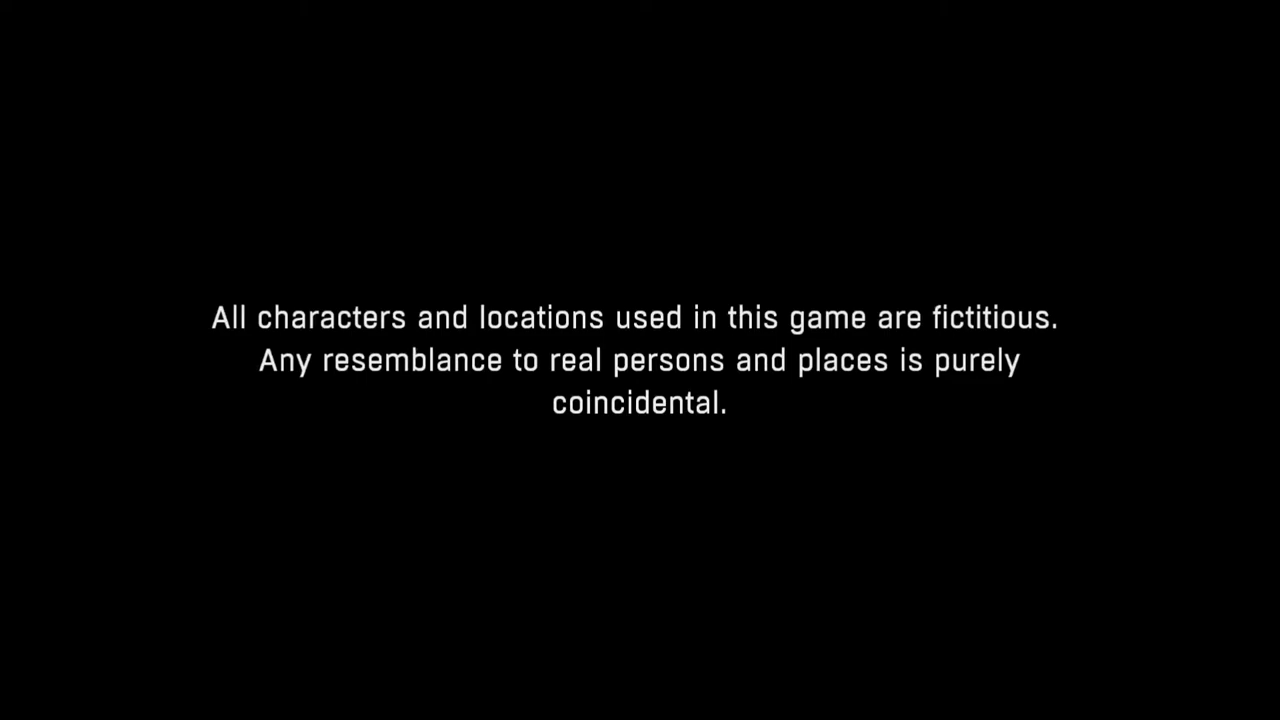 All characters and locations used in this game are fictitious.
Any resemblance to real persons and places is purely
coincidental.